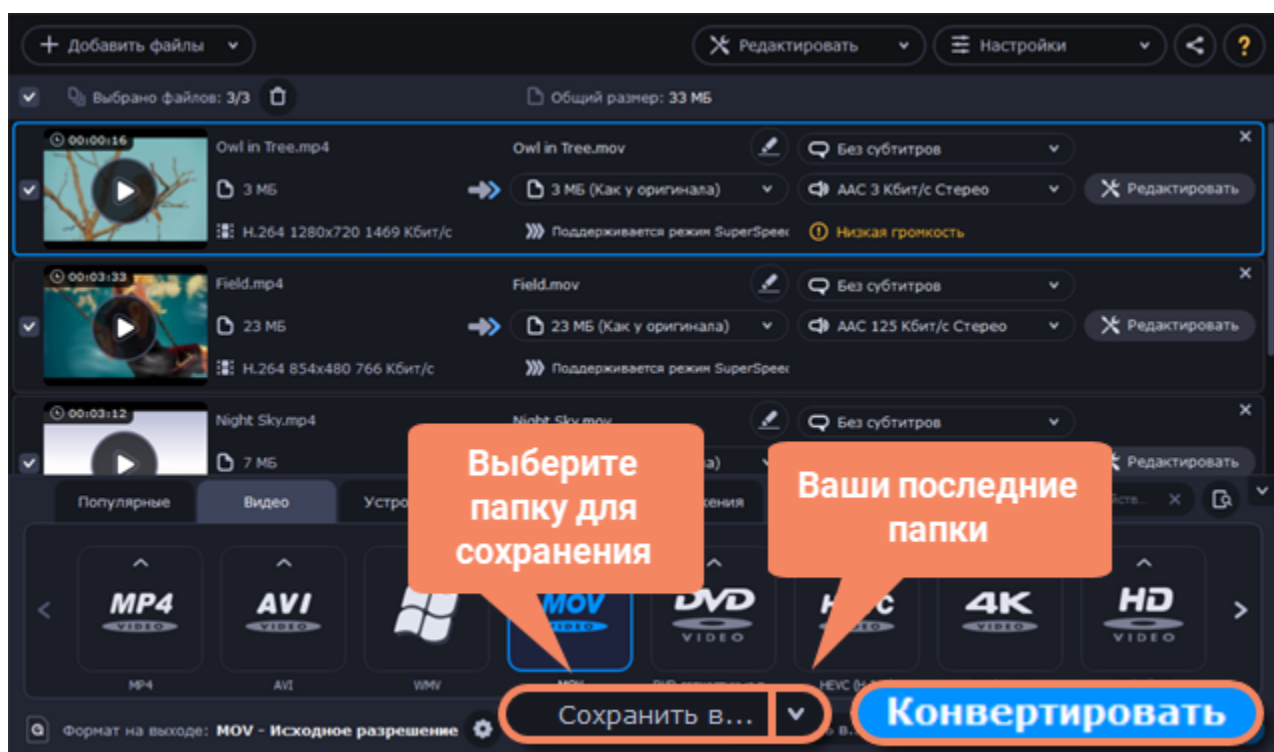 Добавить файлы
Редактировать
Настройки
?
Выбрано файлов: 3/3
Общий размер: 33 МБ
00:00:16
Owl in Tree.mp4
Owl in Tree.mov
Без субтитров
3 МБ
3 МБ (Как у оригинала)
AAC 3 Кбит/с Стерео
Редактировать
H.264 1280x720 1469 Кбит/с
Поддерживается режим SuperSpeed
Низкая громкость
00:03:33
Field.mp4
Field.mov
Без субтитров
23 МБ
23 МБ (Как у оригинала)
AAC 125 Кбит/с Стерео
Редактировать
H.264 854x480 766 Кбит/с
Поддерживается режим SuperSpeed
00:03:12
Night Sky.mp4
Night Sky.mov
Без субтитров
7 МБ
Редактировать
Выберите
папку для
сохранения
Ваши последние
папки
Популярные
Видео
MP4
VIDEO
AVI
VIDEO
MOV
VIDEO
DVD
VIDEO
4K
VIDEO
HD
VIDEO
MP4
AVI
WMV
Формат на выходе: MOV - Исходное разрешение
Сохранить в...
Конвертировать